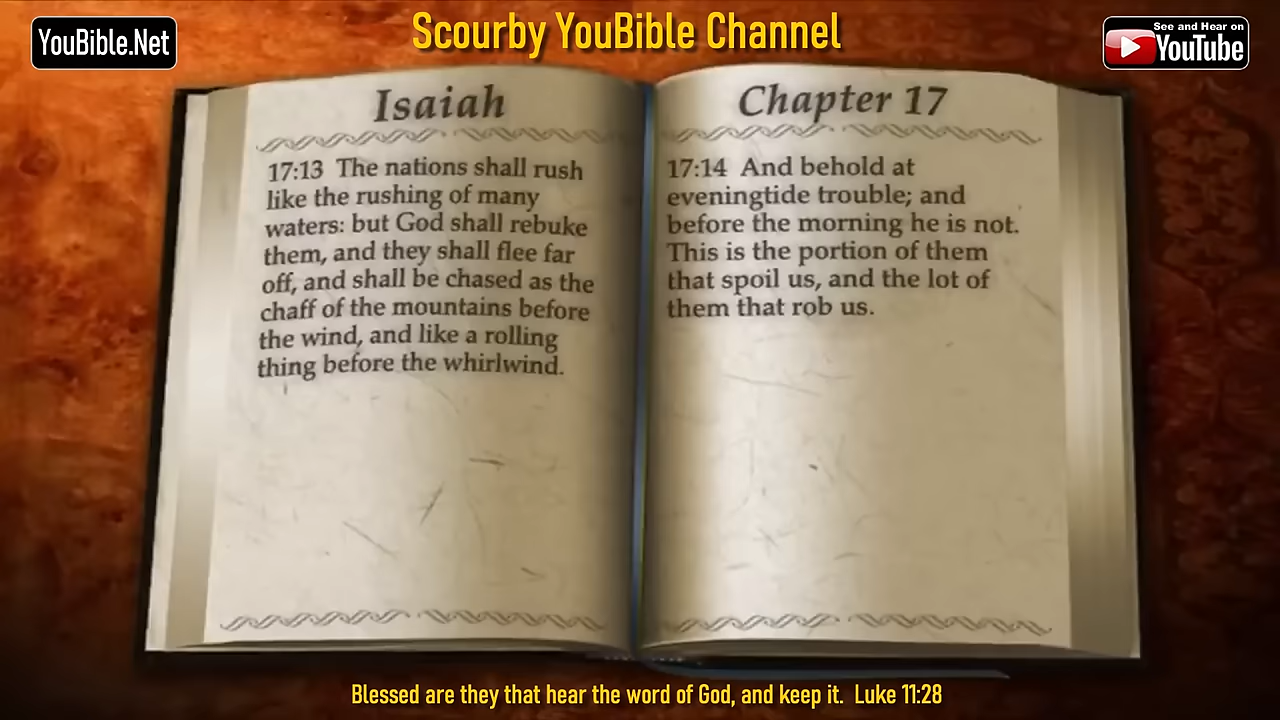 YouBible.Net
Scourby YouBible Channel
See and Hear on
YouTube
Isaiah
17:13 The nations shall rush
like the rushing of many
waters: but God shall rebuke
them, and they shall flee far
off, and shall be chased as the
chaff of the mountains before
the wind, and like a rolling
thing before the whirlwind.
Chapter 17
17:14 And behold at
eveningtide trouble; and
before the morning he is not.
This is the portion of them
that spoil us, and the lot of
them that rob us.
Blessed are they that hear the word of God, and keep it. Luke 11:28